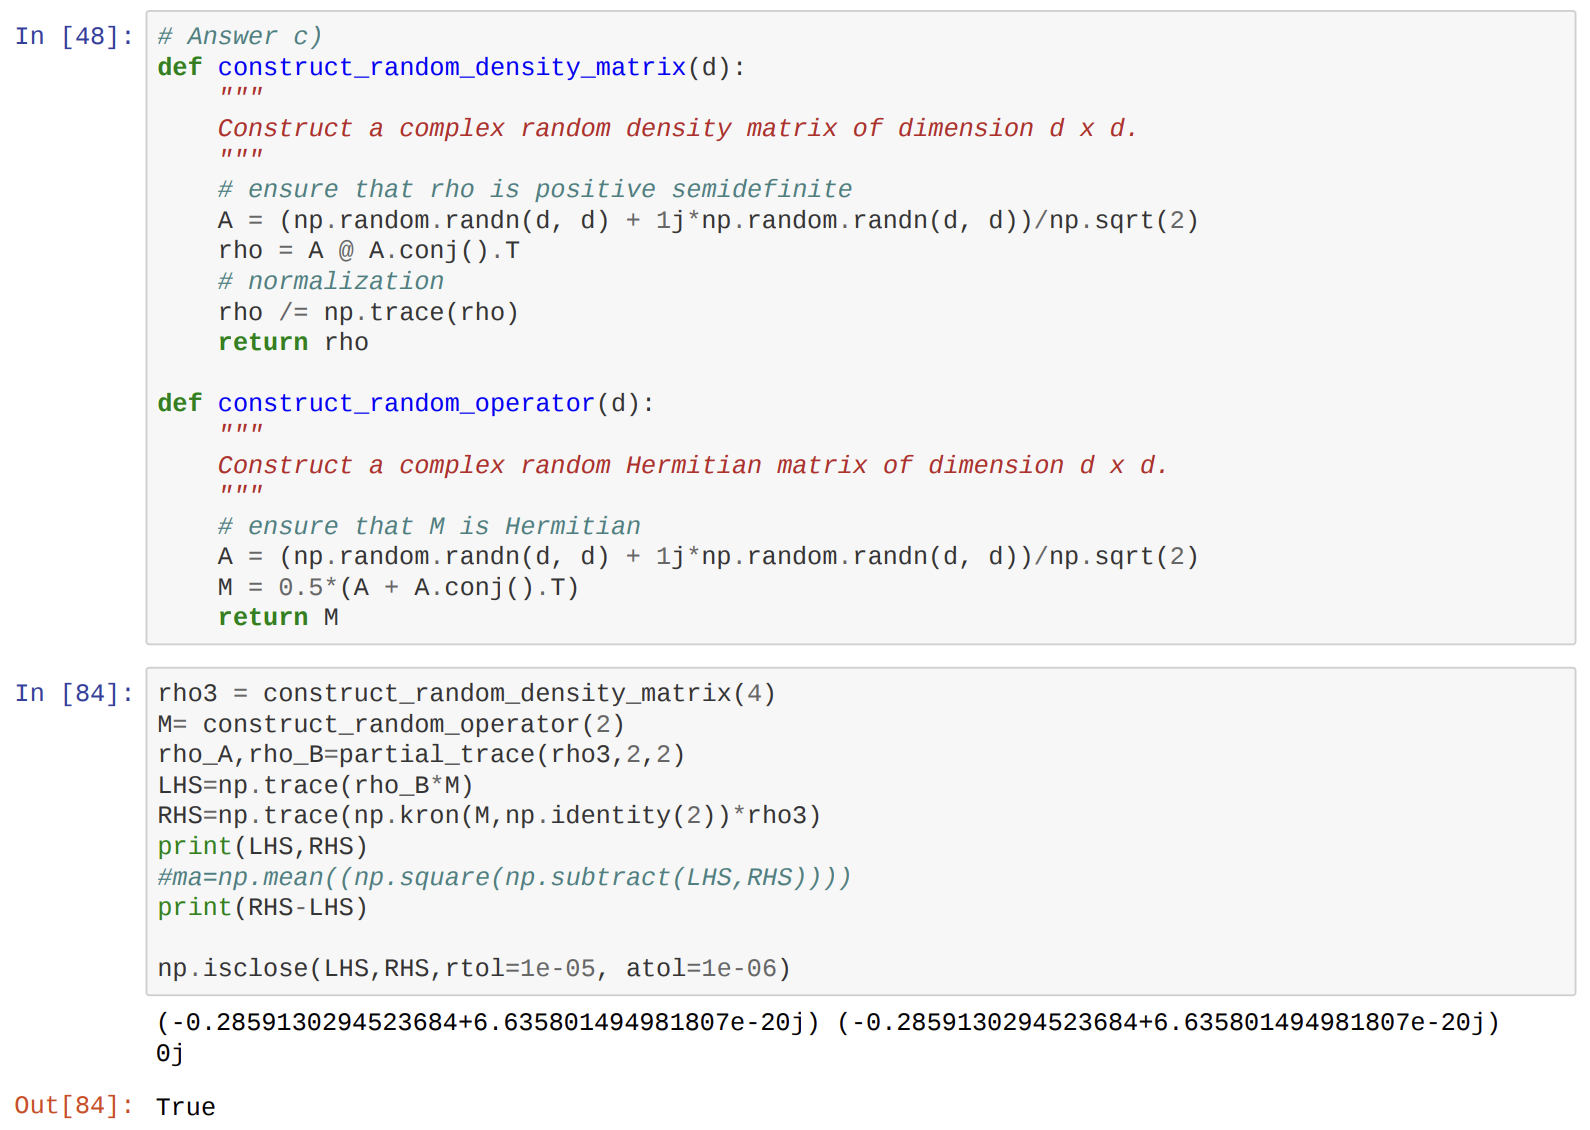 In [48]: # Answer c)
def construct_random_density_matrix(d):
    """
    Construct a complex random density matrix of dimension d x d.
    """
    # ensure that rho is positive semidefinite
    A = (np.random.randn(d, d) + 1j*np.random.randn(d, d))/np.sqrt(2)
    rho = A @ A.conj().T
    # normalization
    rho /= np.trace(rho)
    return rho

def construct_random_operator(d):
    """
    Construct a complex random Hermitian matrix of dimension d x d.
    """
    # ensure that M is Hermitian
    A = (np.random.randn(d, d) + 1j*np.random.randn(d, d))/np.sqrt(2)
    M = 0.5*(A + A.conj().T)
    return M

In [84]: rho3 = construct_random_density_matrix(4)
M= construct_random_operator(2)
rho_A,rho_B=partial_trace(rho3,2,2)
LHS=np.trace(rho_B*M)
RHS=np.trace(np.kron(M,np.identity(2))*rho3)
print(LHS,RHS)
#ma=np.mean((np.square(np.subtract(LHS,RHS))))
print(RHS-LHS)

np.isclose(LHS,RHS,rtol=1e-05, atol=1e-06)
(-0.2859130294523684+6.635801494981807e-20j) (-0.2859130294523684+6.635801494981807e-20j)
0j
Out[84]: True